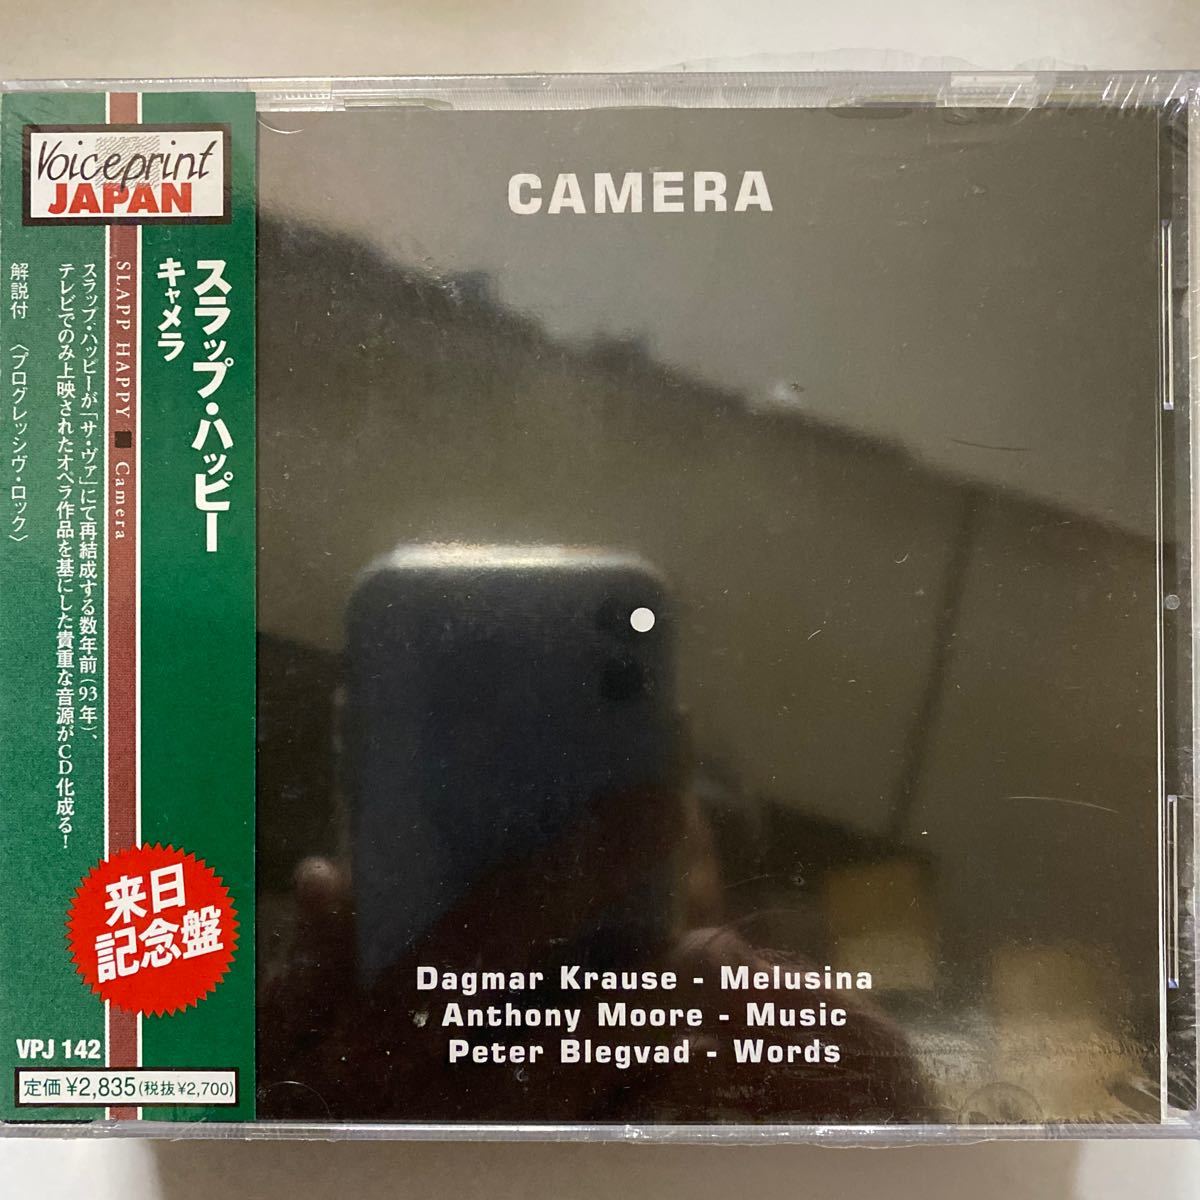 Voiceprint
JAPAN
SLAPP HAPPY ■ Camera
スラップ・ハッピー
キャメラ
スラップ・ハッピーが「サ・ヴァ」にて再結成する数年前(93年)、
テレビでのみ上映されたオペラ作品を基にした貴重な音源がCD化成る!
解説付 〈プログレッシヴ・ロック〉
来日
記念盤
VPJ 142
定価¥2,835(税抜¥2,700)
CAMERA
Dagmar Krause - Melusina
Anthony Moore - Music
Peter Blegvad - Words